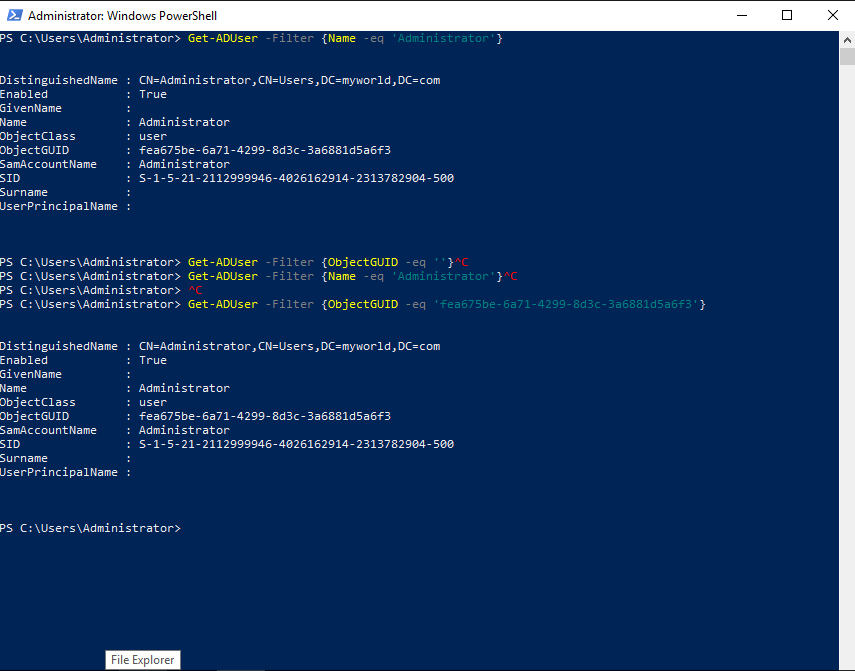 Administrator: Windows PowerShell
PS C:\Users\Administrator> Get-ADUser -Filter {Name -eq 'Administrator'}
DistinguishedName : CN=Administrator,CN=Users,DC=myworld,DC=com
Enabled           : True
GivenName         :
Name              : Administrator
ObjectClass       : user
ObjectGUID        : fea675be-6a71-4299-8d3c-3a6881d5a6f3
SamAccountName    : Administrator
SID               : S-1-5-21-2112999946-4026162914-2313782904-500
Surname           :
UserPrincipalName :
PS C:\Users\Administrator> Get-ADUser -Filter {ObjectGUID -eq ''}^C
PS C:\Users\Administrator> Get-ADUser -Filter {Name -eq 'Administrator'}^C
PS C:\Users\Administrator> ^C
PS C:\Users\Administrator> Get-ADUser -Filter {ObjectGUID -eq 'fea675be-6a71-4299-8d3c-3a6881d5a6f3'}
DistinguishedName : CN=Administrator,CN=Users,DC=myworld,DC=com
Enabled           : True
GivenName         :
Name              : Administrator
ObjectClass       : user
ObjectGUID        : fea675be-6a71-4299-8d3c-3a6881d5a6f3
SamAccountName    : Administrator
SID               : S-1-5-21-2112999946-4026162914-2313782904-500
Surname           :
UserPrincipalName :
PS C:\Users\Administrator>
File Explorer